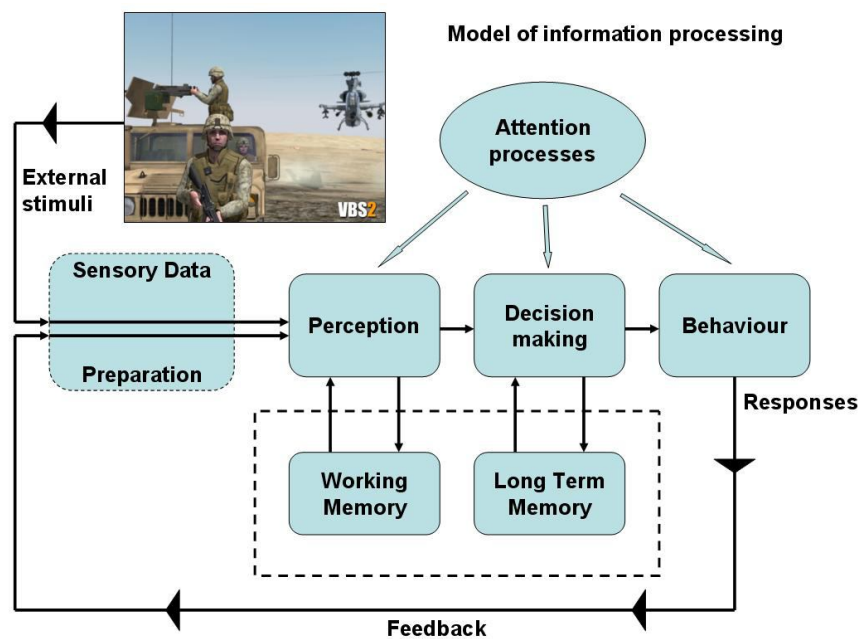 Model of information processing
Attention
processes
External
stimuli
VBS2
Sensory Data
Preparation
Perception
Decision
making
Behaviour
Responses
Working
Memory
Long Term
Memory
Feedback